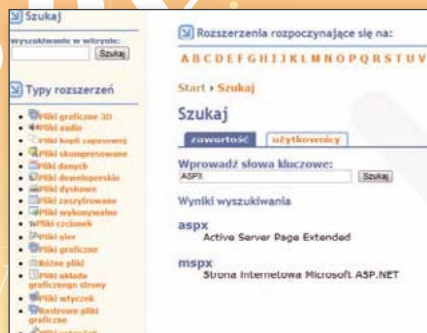 Szukaj
Wyszukiwanie w witrynie:
Szukaj
Typy rozszerzeń
Pliki graficzne 3D
Pliki audio
Pliki kopii zapasowej
Pliki skompresowane
Pliki danych
Pliki deweloperskie
Pliki dyskowe
Pliki zaszyfrowane
Pliki wykonywalne
Pliki czcionek
Pliki gier
Pliki graficzne
Różne pliki
Pliki układu
graficznego strony
Pliki wtyczek
Rastrowe pliki
graficzne
Rozszerzenia rozpoczynające się na:
A B C D E F G H I J K L M N O P Q R S T U V
Start › Szukaj
Szukaj
zawartość użytkownicy
Wprowadź słowa kluczowe:
ASPX Szukaj
Wyniki wyszukiwania
aspx
Active Server Page Extended
mspx
Strona Internetowa Microsoft ASP.NET